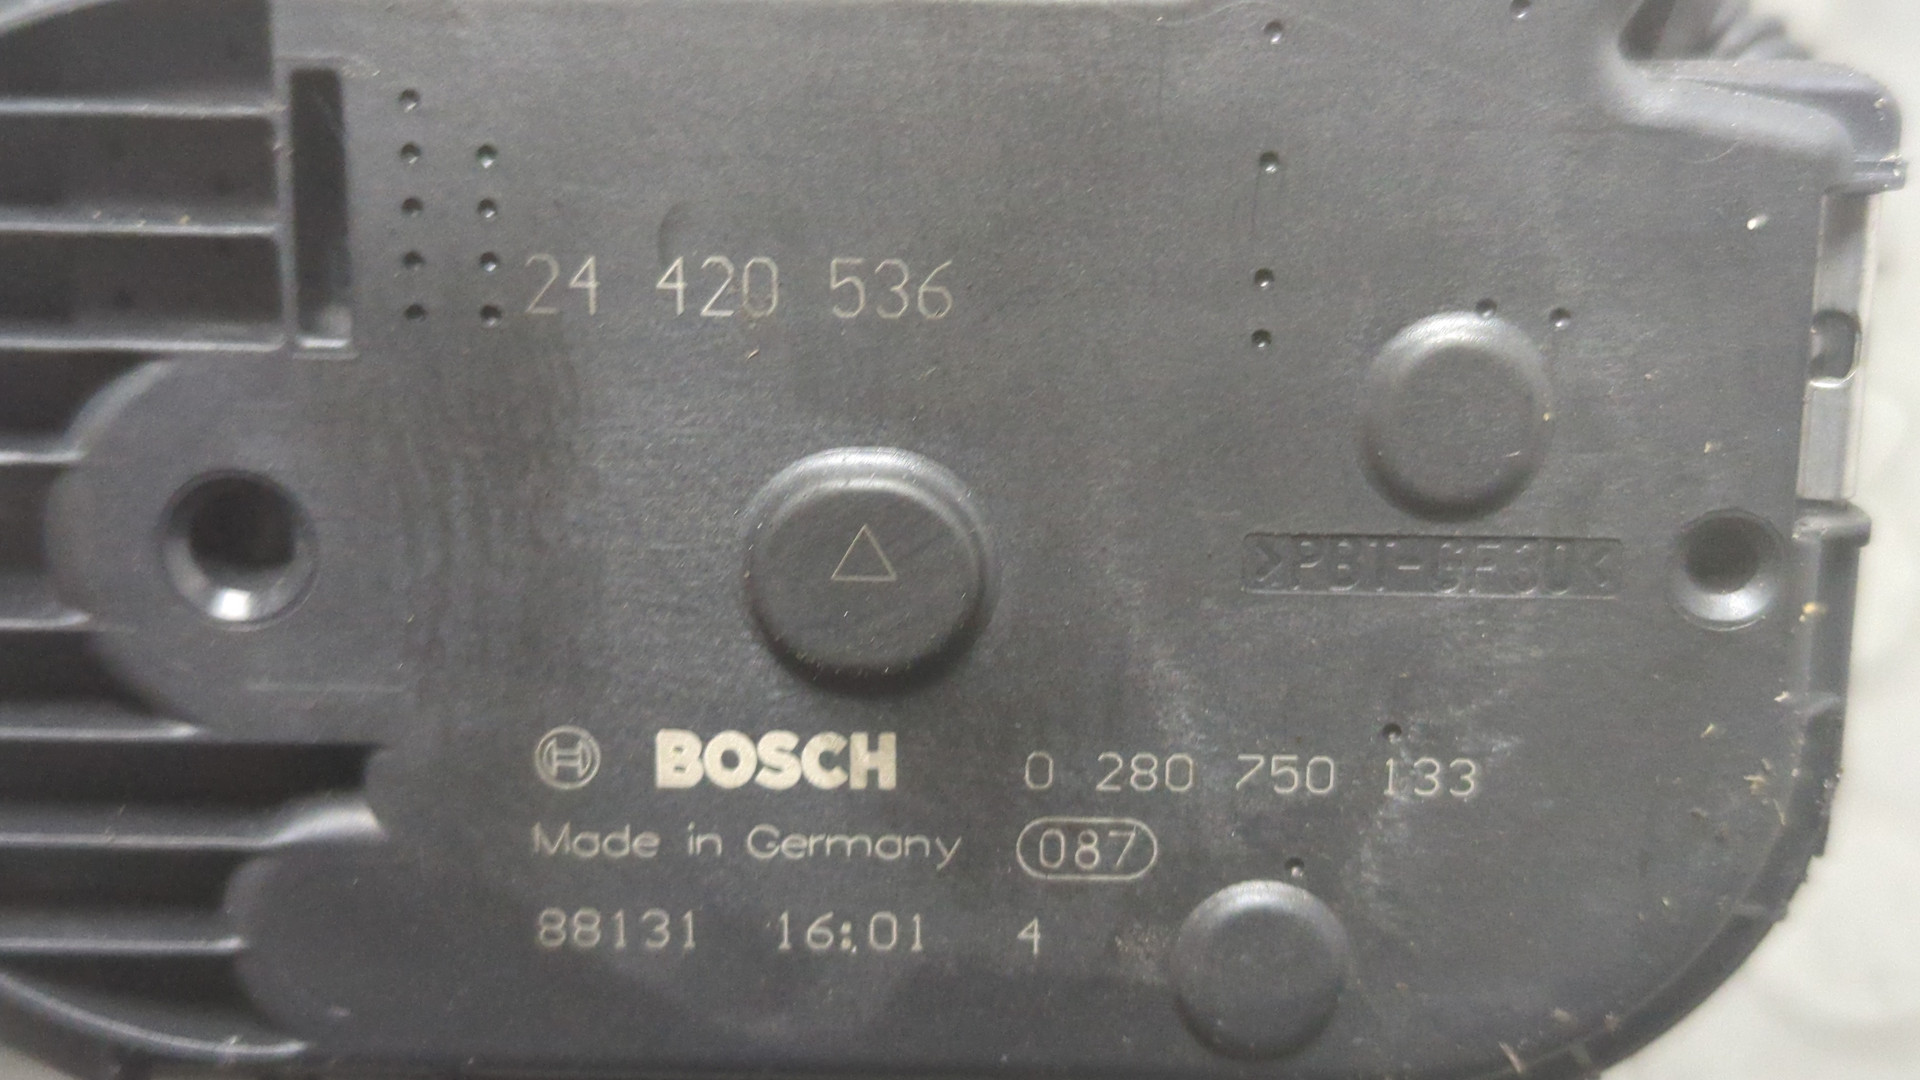 24 420 536
>PBT-GF30<
BOSCH 0 280 750 133
Made in Germany 087
88131 16:01 4